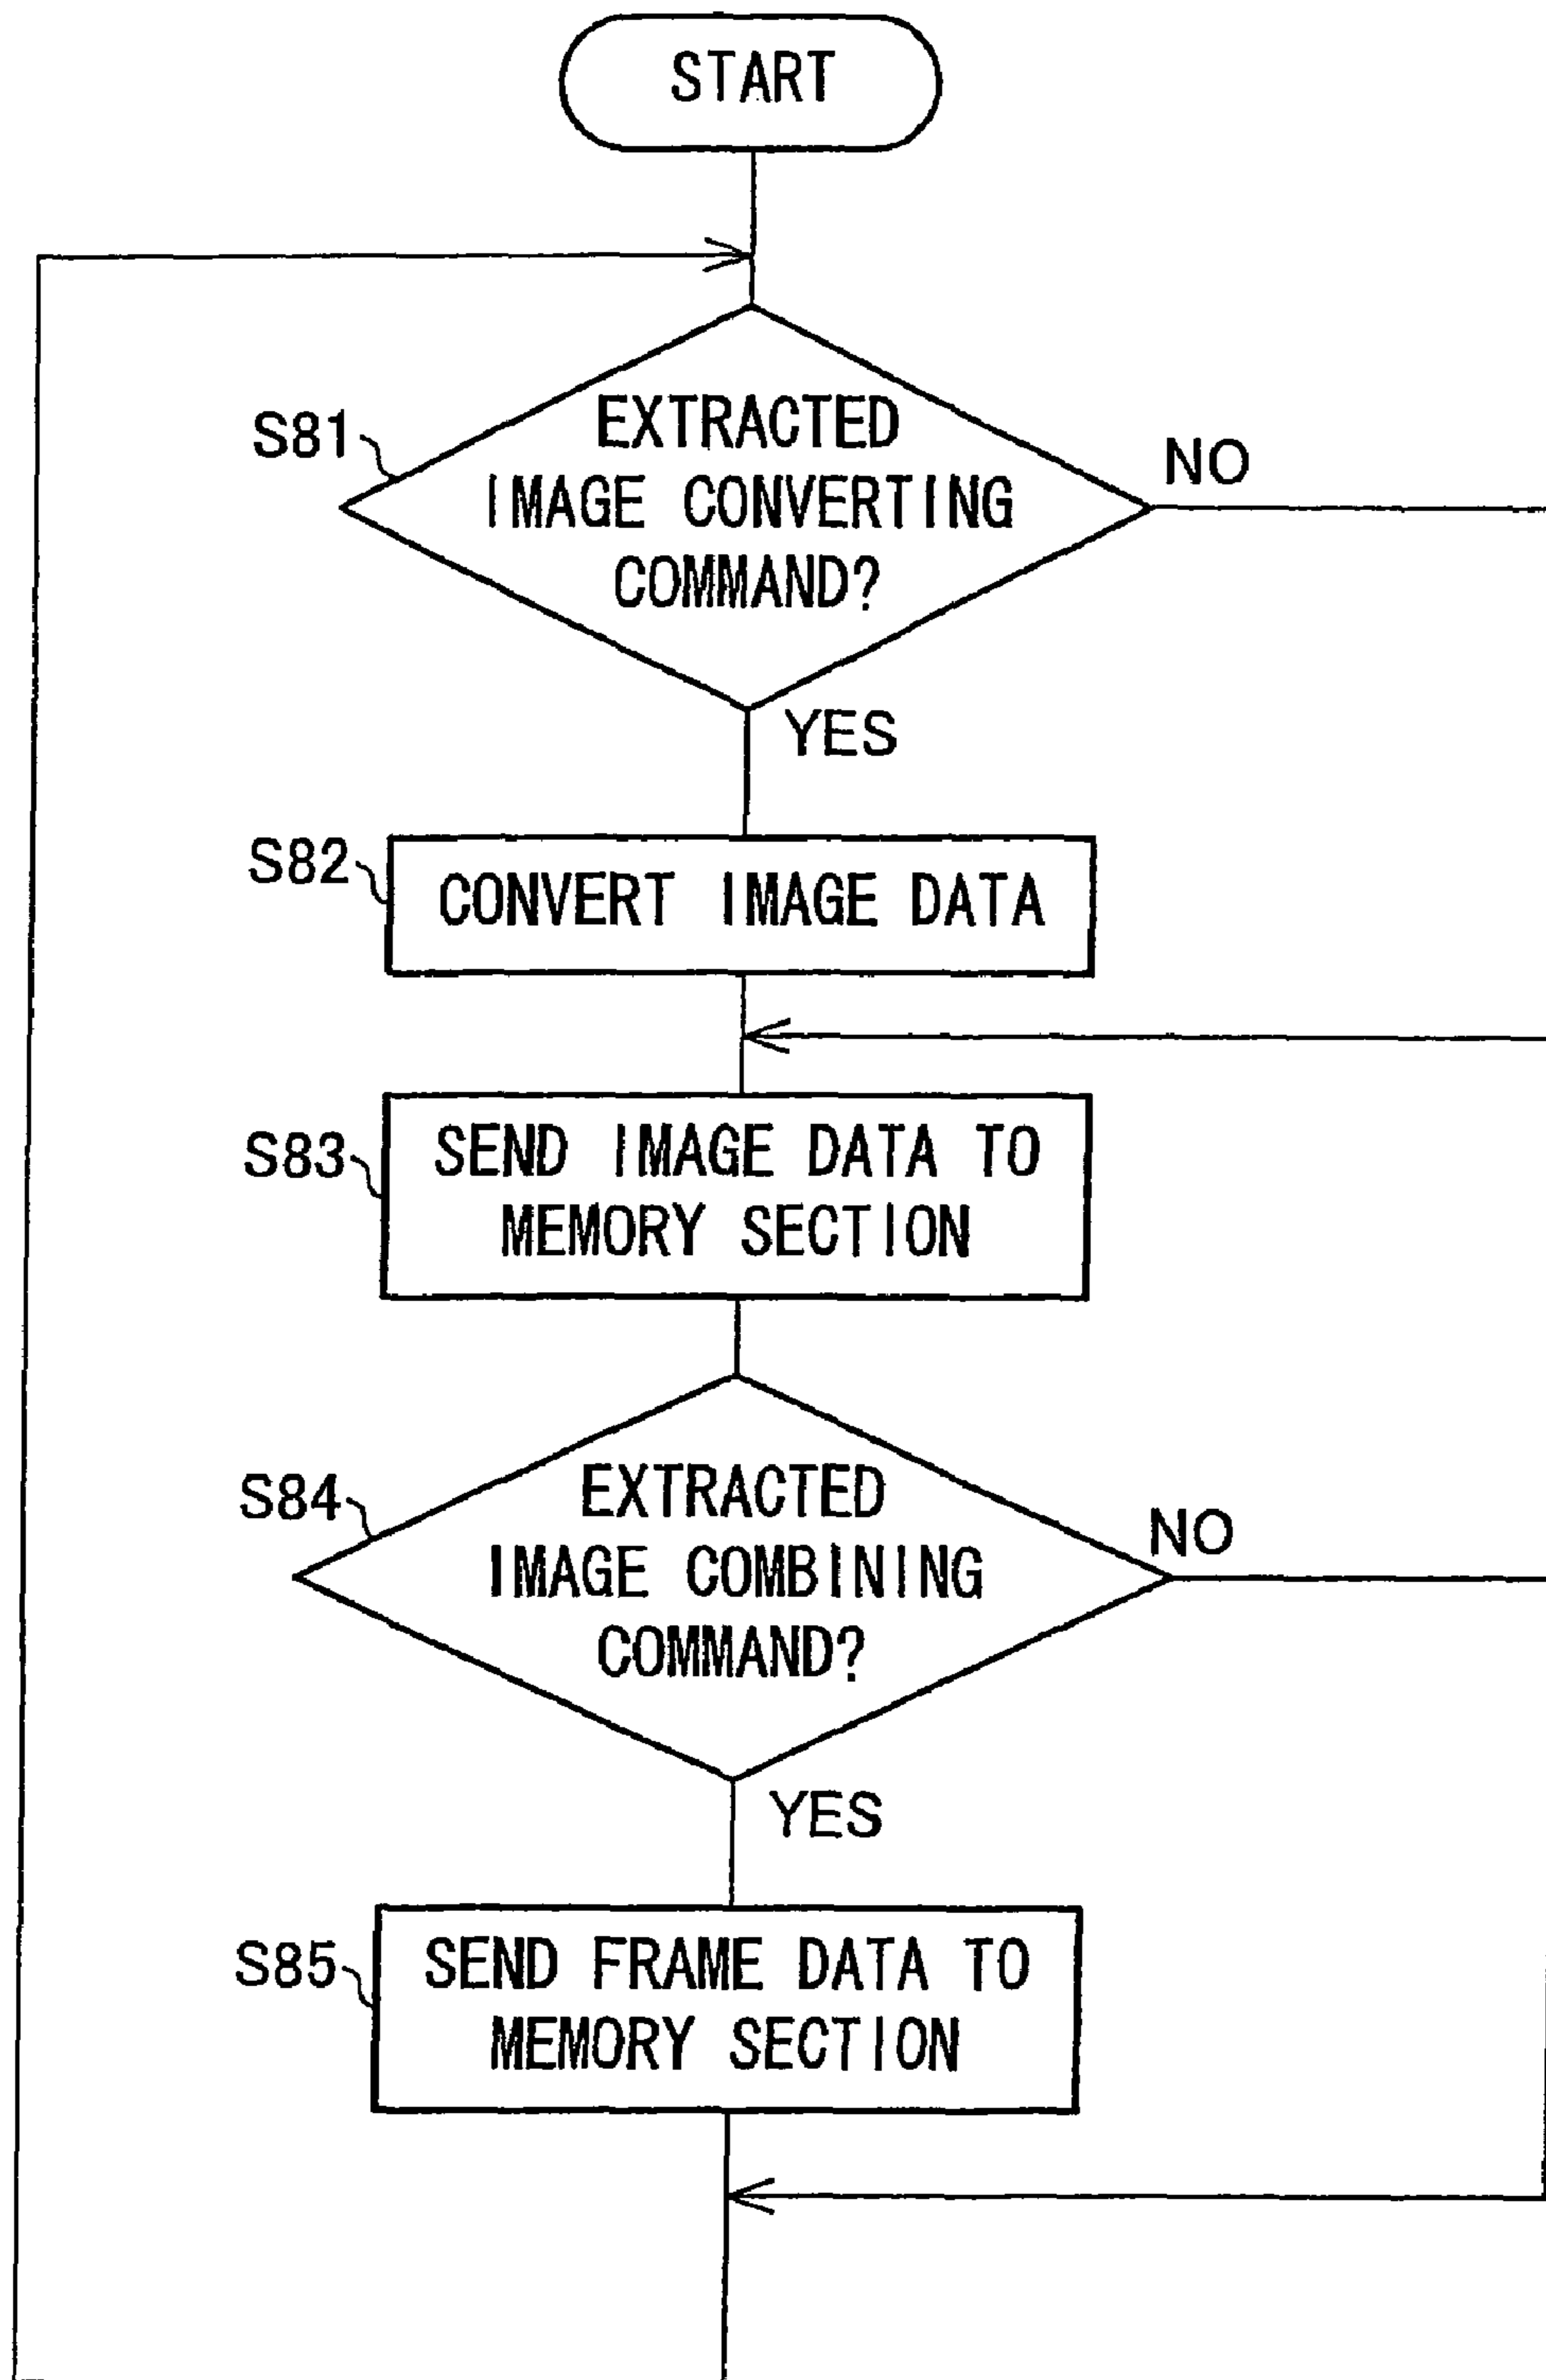 START
S81
EXTRACTED
IMAGE CONVERTING
COMMAND?
NO
YES
S82
CONVERT IMAGE DATA
S83
SEND IMAGE DATA TO
MEMORY SECTION
S84
EXTRACTED
IMAGE COMBINING
COMMAND?
NO
YES
S85
SEND FRAME DATA TO
MEMORY SECTION